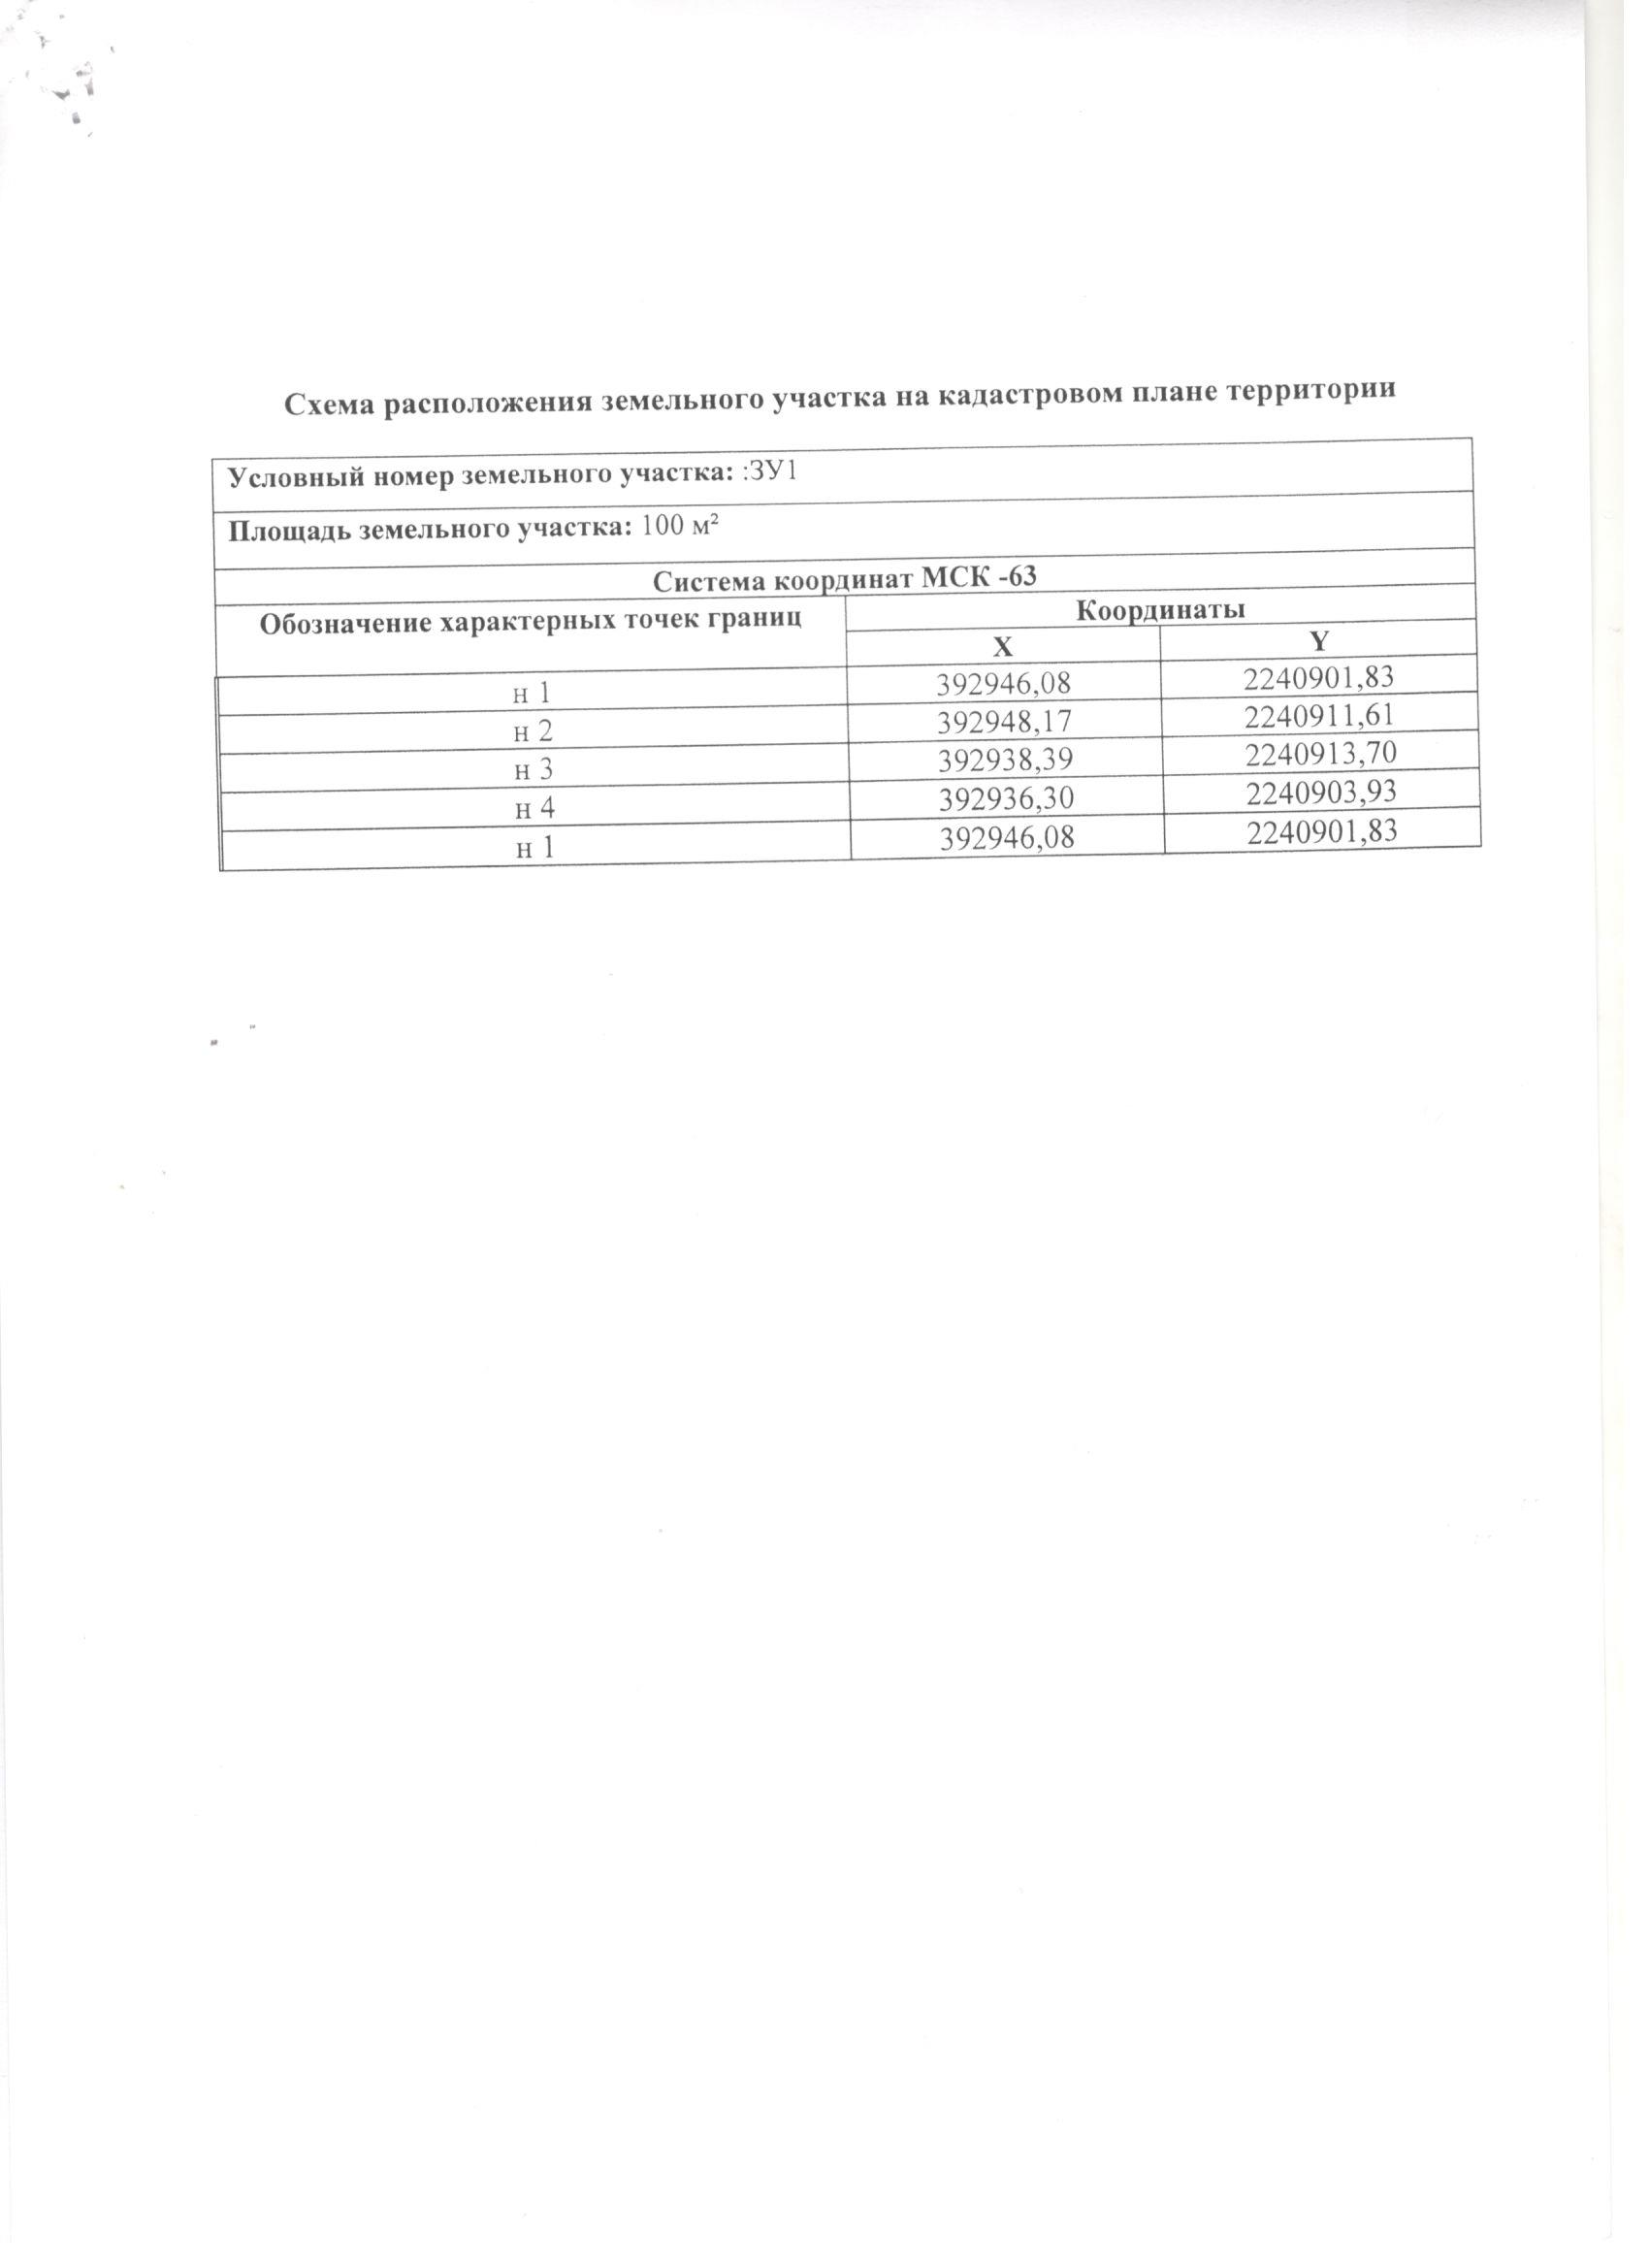 Схема расположения земельного участка на кадастровом плане территории
Условный номер земельного участка: :ЗУ1
Площадь земельного участка: 100 м²
Система координат МСК -63
Обозначение характерных точек границ
Координаты
X
Y
н 1 392946,08 2240901,83
н 2 392948,17 2240911,61
н 3 392938,39 2240913,70
н 4 392936,30 2240903,93
н 1 392946,08 2240901,83